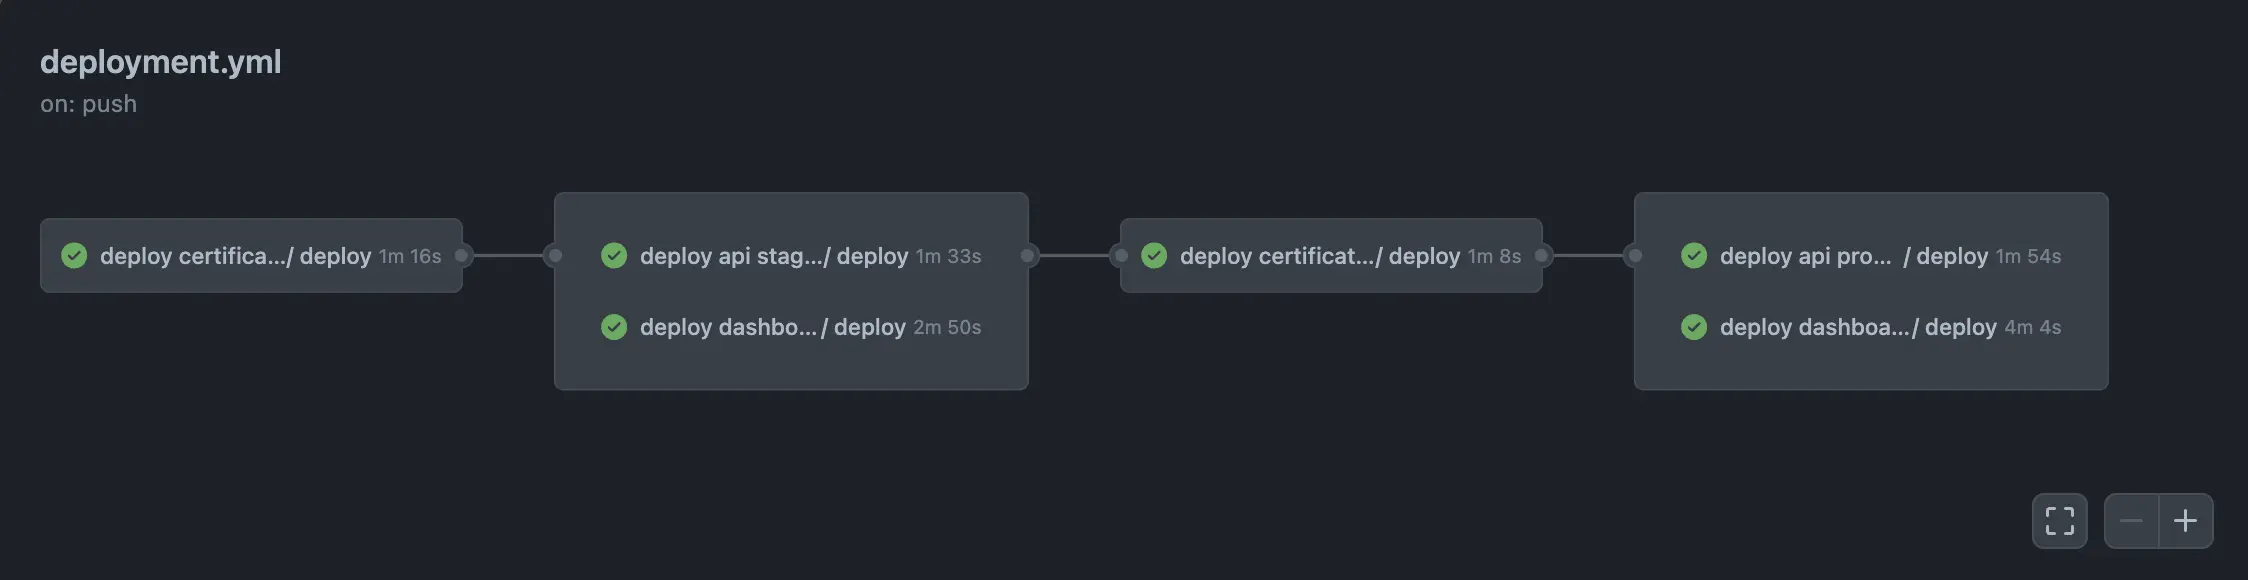 deployment.yml
on: push
deploy certifica.../ deploy 1m 16s
deploy api stag.../ deploy 1m 33s
deploy dashbo... / deploy 2m 50s
deploy certificat.../ deploy 1m 8s
deploy api pro... / deploy 1m 54s
deploy dashboa.../ deploy 4m 4s